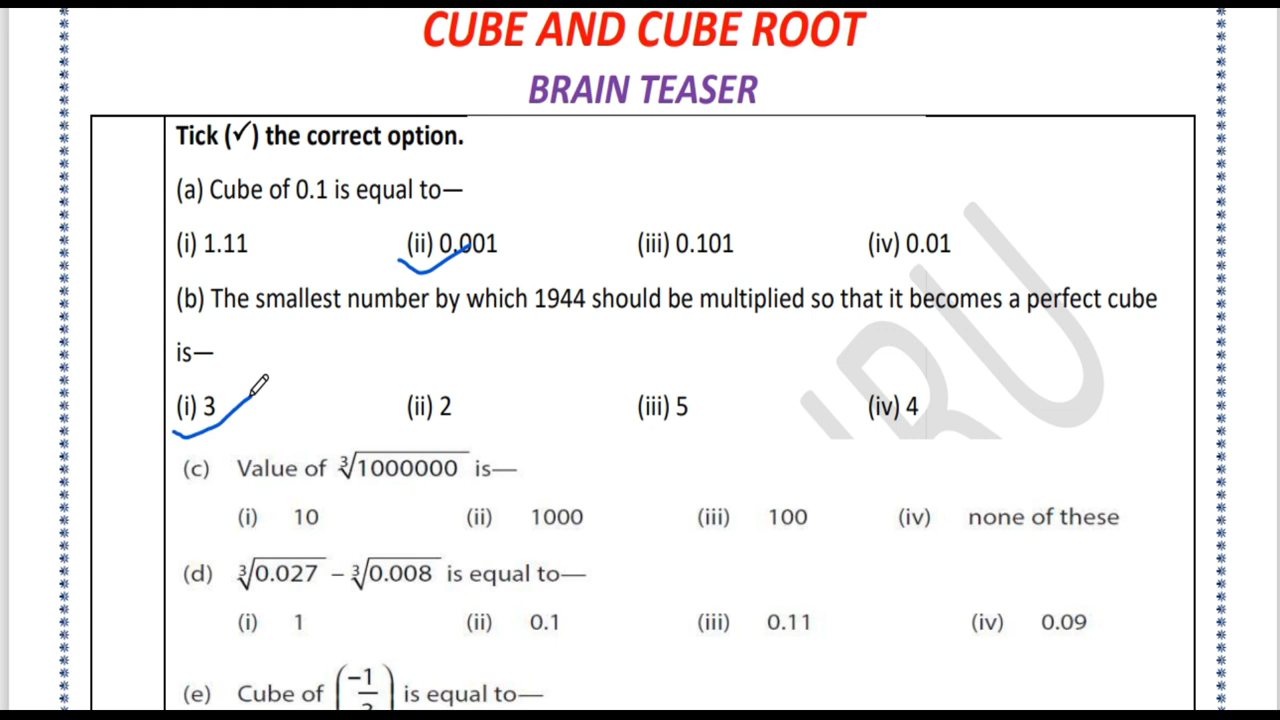 CUBE AND CUBE ROOT
BRAIN TEASER
Tick (✓) the correct option.
(a) Cube of 0.1 is equal to—
(i) 1.11 (ii) 0.001 (iii) 0.101 (iv) 0.01
(b) The smallest number by which 1944 should be multiplied so that it becomes a perfect cube
is—
(i) 3 (ii) 2 (iii) 5 (iv) 4
(c) Value of ∛1000000 is—
(i) 10 (ii) 1000 (iii) 100 (iv) none of these
(d) ∛0.027 – ∛0.008 is equal to—
(i) 1 (ii) 0.1 (iii) 0.11 (iv) 0.09
(e) Cube of (−1/ ) is equal to—